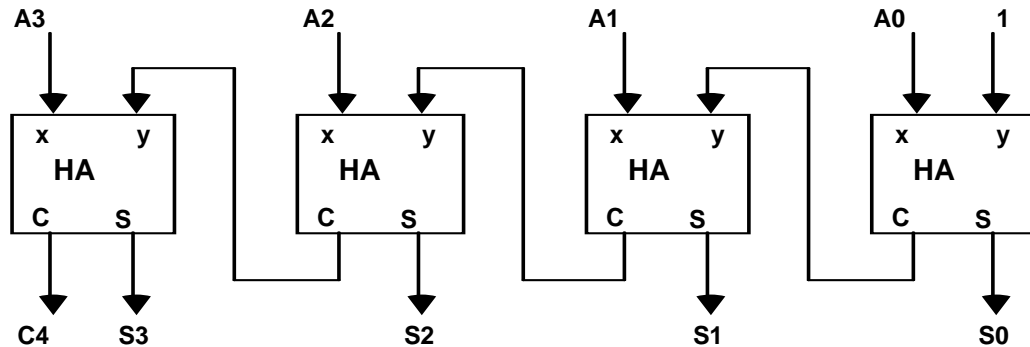 A3 A2 A1 A0 1
x y x y x y x y
HA HA HA HA
C S C S C S C S
C4 S3 S2 S1 S0